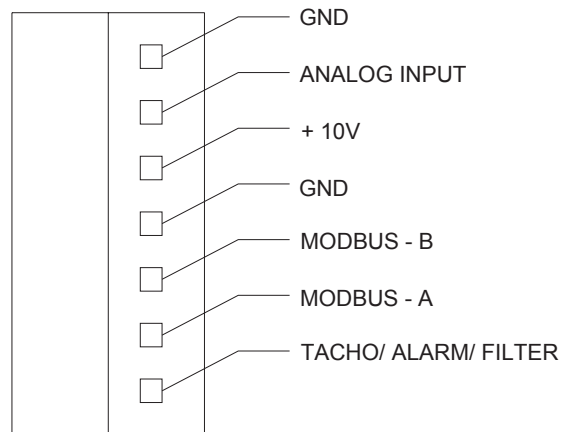 GND
ANALOG INPUT
+ 10V
GND
MODBUS - B
MODBUS - A
TACHO/ ALARM/ FILTER